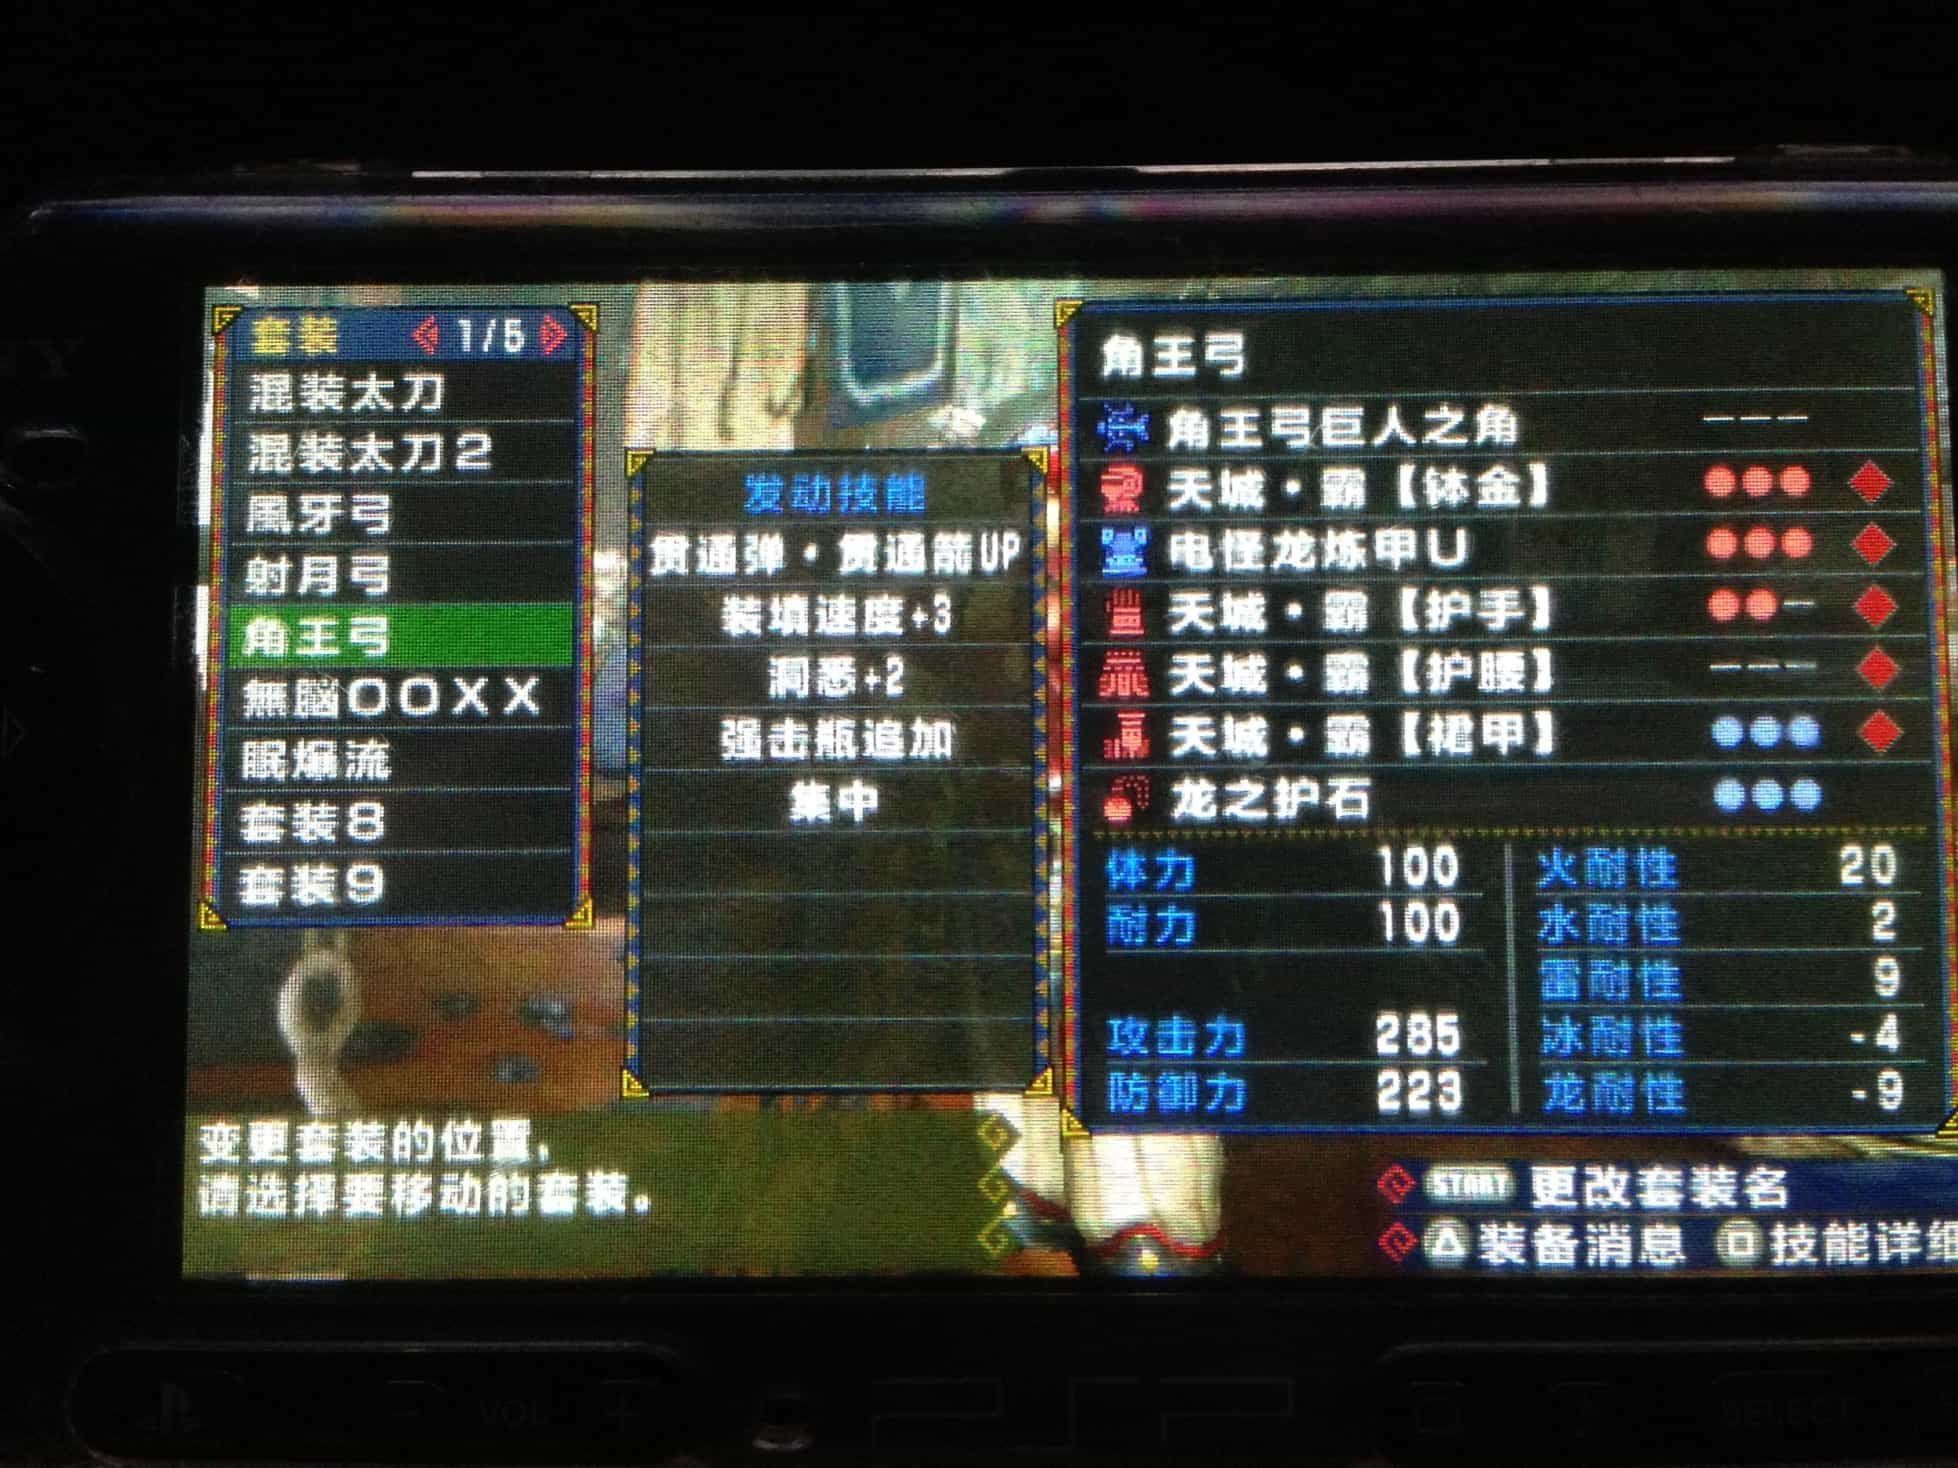 套装 1/5
混装太刀
混装太刀2
風牙弓
射月弓
角王弓
無脳OOXX
眠爆流
套装8
套装9
发动技能
贯通弹·贯通箭UP
装填速度+3
洞悉+2
强击瓶追加
集中
角王弓
角王弓巨人之角 ---
天城·霸【钵金】
电怪龙炼甲U
天城·霸【护手】
天城·霸【护腰】 ---
天城·霸【裙甲】
龙之护石
体力 100
耐力 100
攻击力 285
防御力 223
火耐性 20
水耐性 2
雷耐性 9
冰耐性 -4
龙耐性 -9
变更套装的位置,
请选择要移动的套装。
START 更改套装名
装备消息 技能详细
VOL
SELECT